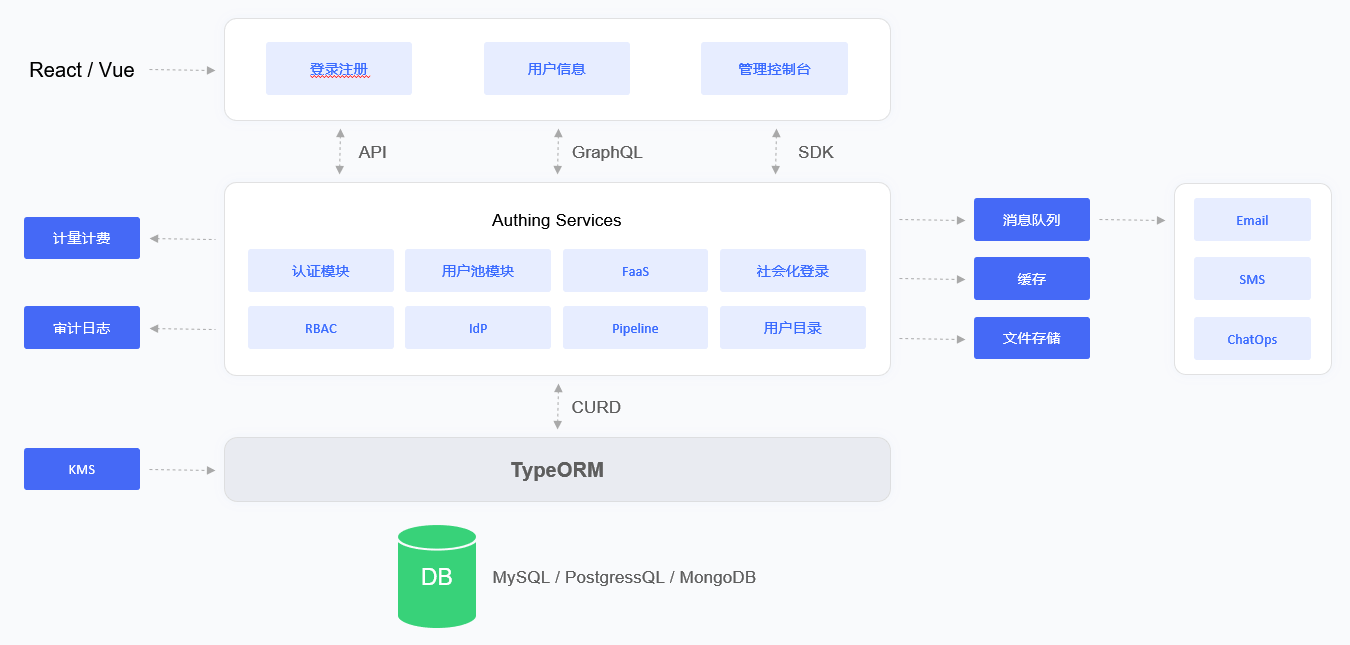 React / Vue
登录注册
用户信息
管理控制台
API
GraphQL
SDK
Authing Services
计量计费
审计日志
认证模块
用户池模块
FaaS
社会化登录
RBAC
IdP
Pipeline
用户目录
消息队列
缓存
文件存储
Email
SMS
ChatOps
CURD
KMS
TypeORM
DB
MySQL / PostgressQL / MongoDB